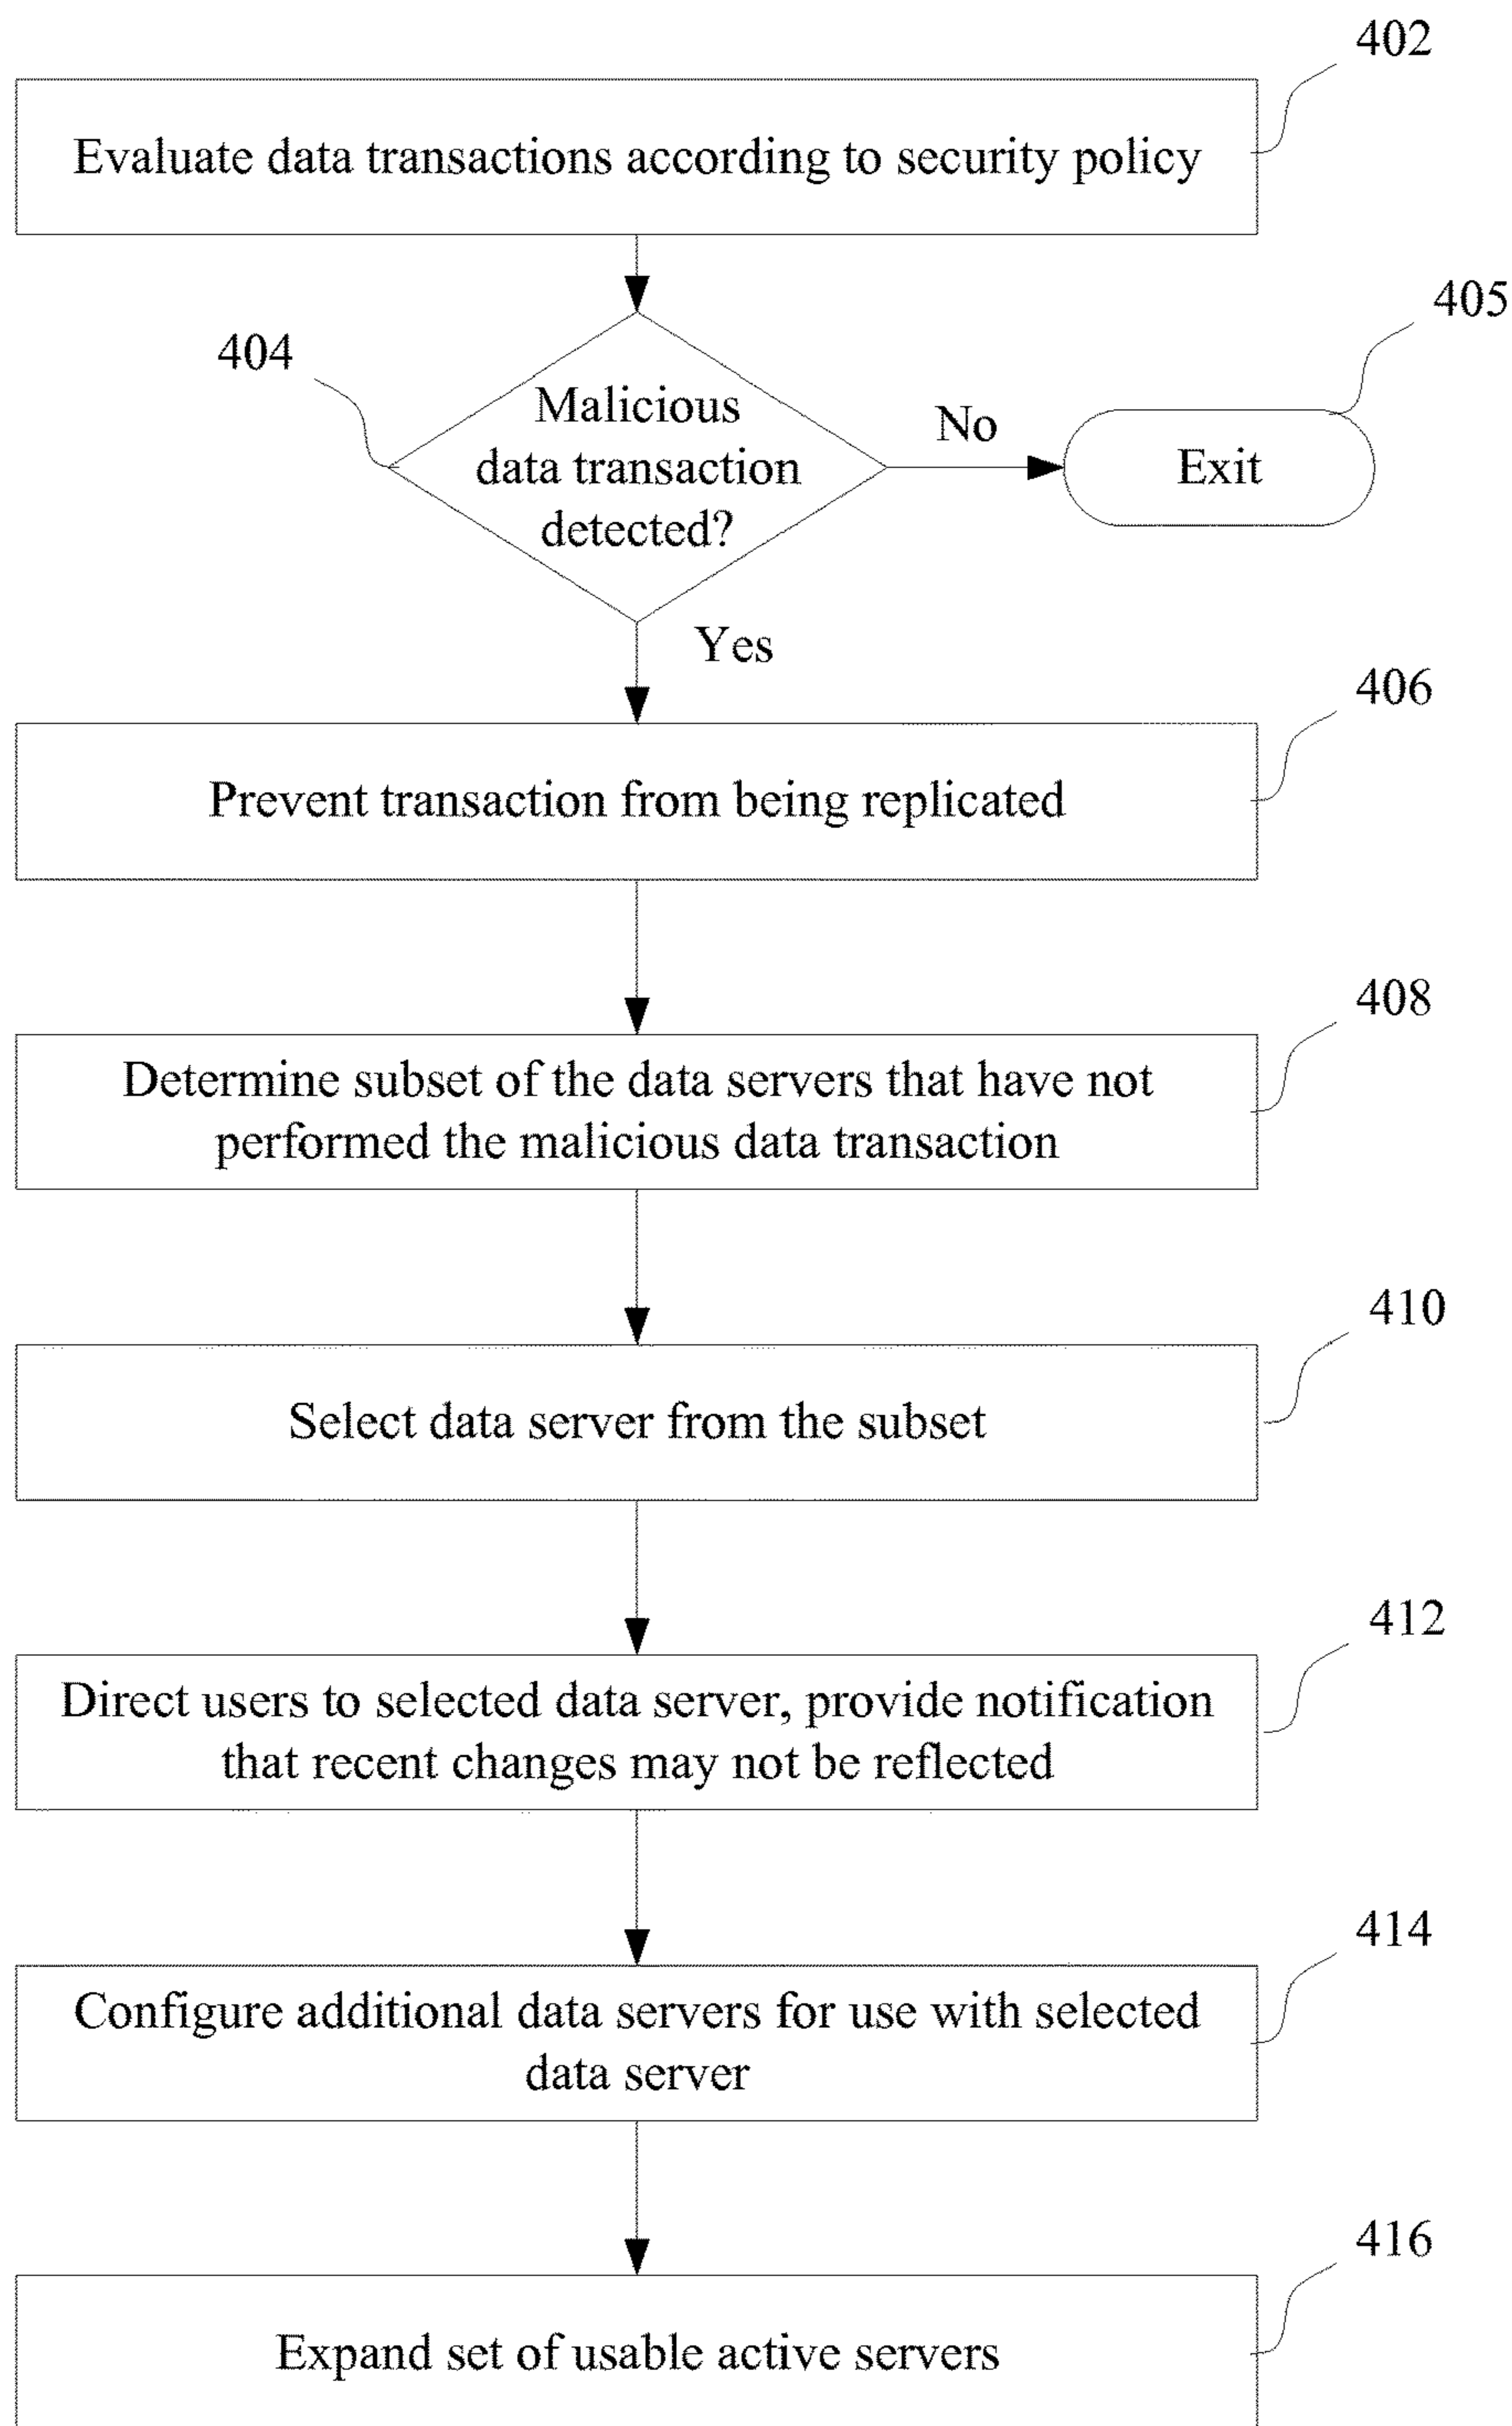 402
Evaluate data transactions according to security policy
405
404
Malicious
data transaction
detected?
No
Exit
Yes
406
Prevent transaction from being replicated
408
Determine subset of the data servers that have not
performed the malicious data transaction
410
Select data server from the subset
412
Direct users to selected data server, provide notification
that recent changes may not be reflected
414
Configure additional data servers for use with selected
data server
416
Expand set of usable active servers